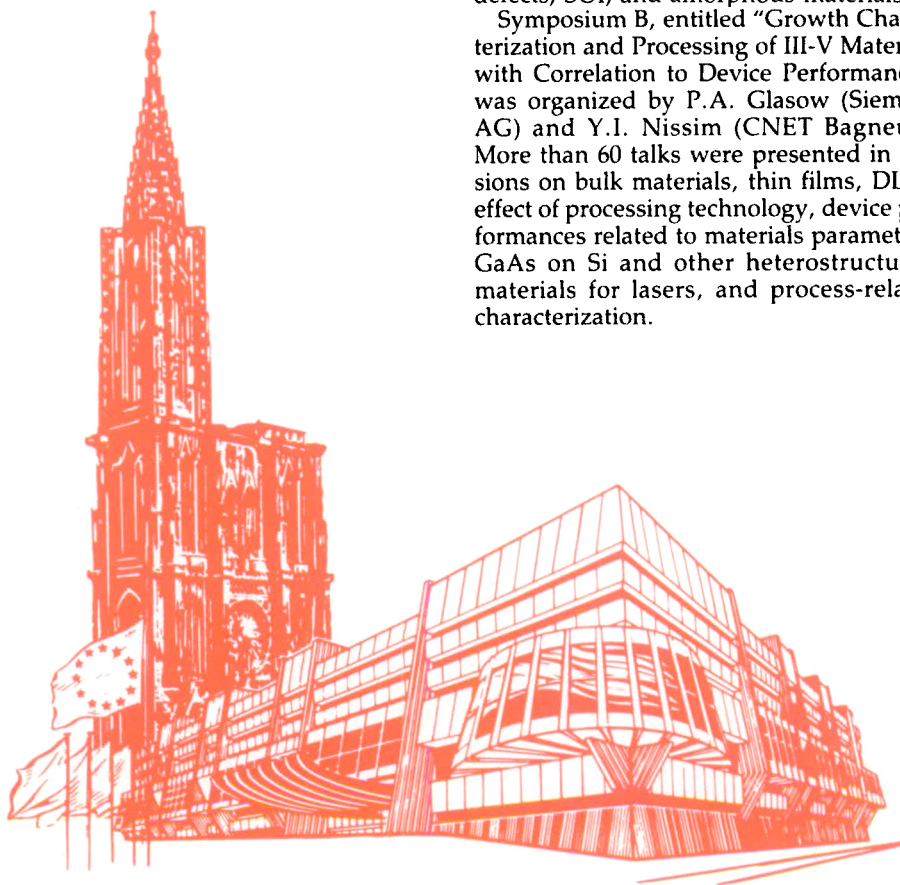 Symposium B, entitled “Growth Cha
terization and Processing of III-V Mater
with Correlation to Device Performanc
was organized by P.A. Glasow (Siem
AG) and Y.I. Nissim (CNET Bagneu
More than 60 talks were presented in
sions on bulk materials, thin films, DL
effect of processing technology, device
formances related to materials paramet
GaAs on Si and other heterostructu
materials for lasers, and process-rela
characterization.